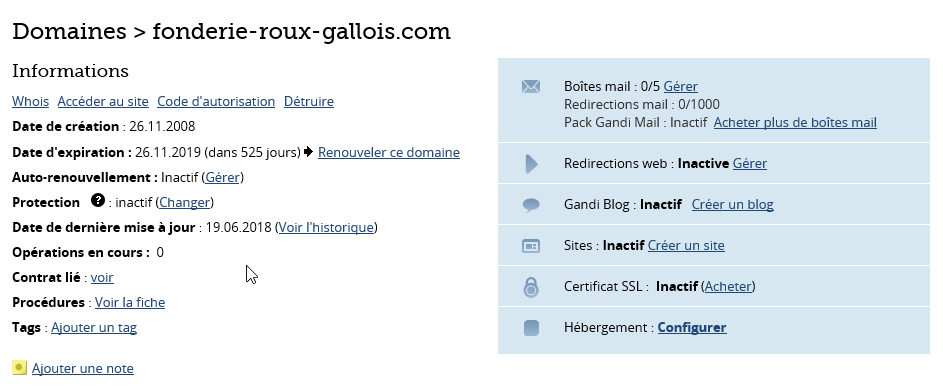 Domaines > fonderie-roux-gallois.com
Informations
Whois Accéder au site Code d'autorisation Détruire
Date de création : 26.11.2008
Date d'expiration : 26.11.2019 (dans 525 jours) Renouveler ce domaine
Auto-renouvellement : Inactif (Gérer)
Protection ? : inactif (Changer)
Date de dernière mise à jour : 19.06.2018 (Voir l'historique)
Opérations en cours : 0
Contrat lié : voir
Procédures : Voir la fiche
Tags : Ajouter un tag
Ajouter une note
Boîtes mail : 0/5 Gérer
Redirections mail : 0/1000
Pack Gandi Mail : Inactif Acheter plus de boîtes mail
Redirections web : Inactive Gérer
Gandi Blog : Inactif Créer un blog
Sites : Inactif Créer un site
Certificat SSL : Inactif (Acheter)
Hébergement : Configurer